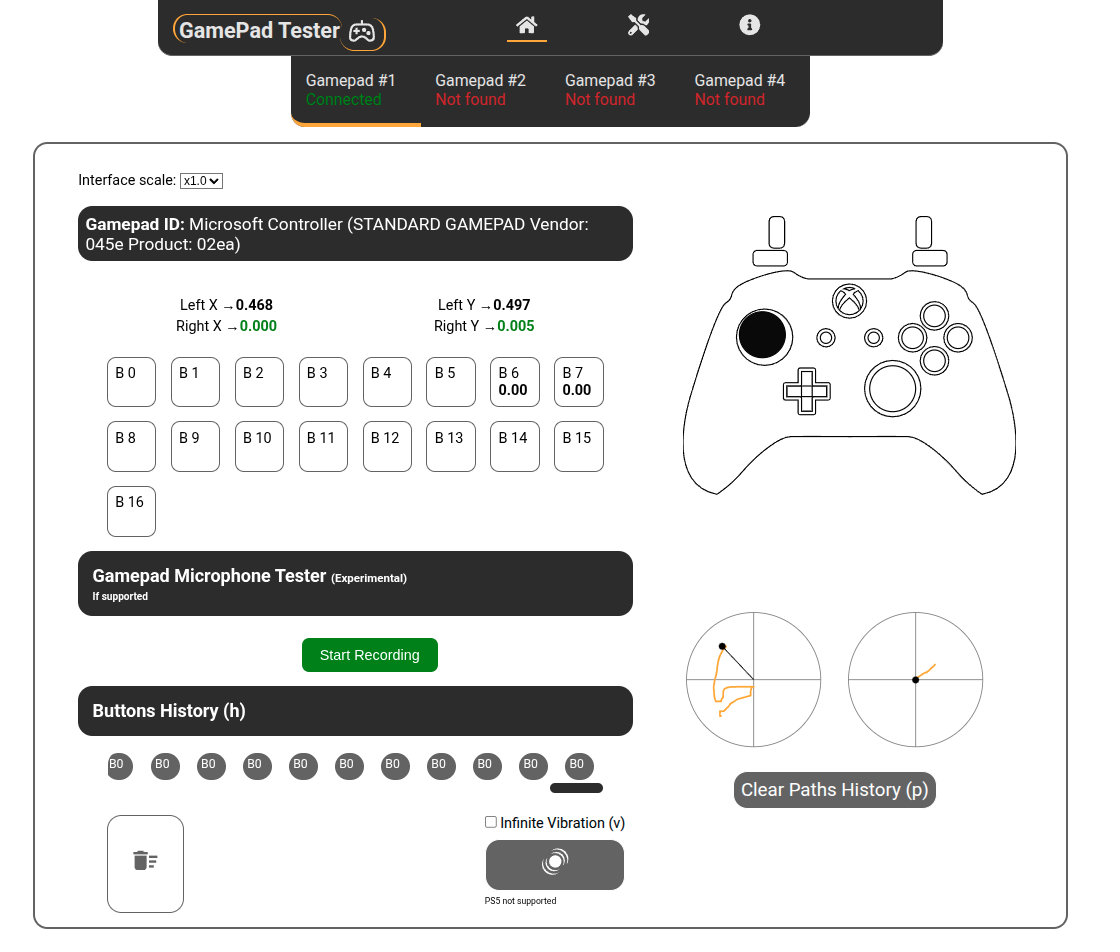 GamePad Tester
Gamepad #1 Gamepad #2 Gamepad #3 Gamepad #4
Connected Not found Not found Not found
Interface scale: x1.0
Gamepad ID: Microsoft Controller (STANDARD GAMEPAD Vendor:
045e Product: 02ea)
Left X →0.468 Left Y →0.497
Right X →0.000 Right Y →0.005
B 0 B 1 B 2 B 3 B 4 B 5 B 6 B 7
0.00 0.00
B 8 B 9 B 10 B 11 B 12 B 13 B 14 B 15
B 16
Gamepad Microphone Tester (Experimental)
If supported
Start Recording
Buttons History (h)
B0 B0 B0 B0 B0 B0 B0 B0 B0 B0 B0
Clear Paths History (p)
Infinite Vibration (v)
PS5 not supported